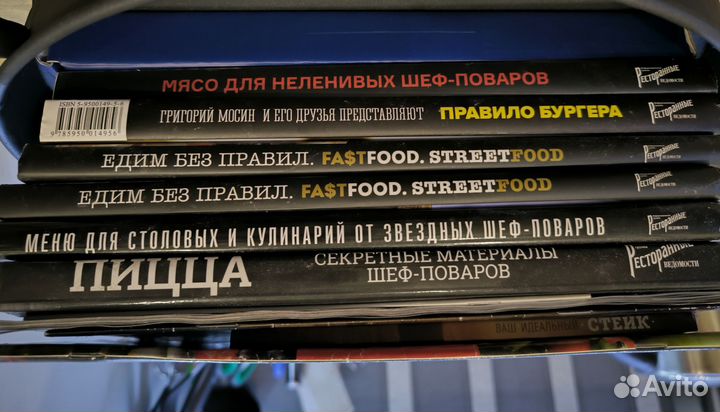 МЯСО ДЛЯ НЕЛЕНИВЫХ ШЕФ-ПОВАРОВ
Ресторанные
ВЕДОМОСТИ
ISBN 5-9500149-5-6
9 785950 014956
ГРИГОРИЙ МОСИН И ЕГО ДРУЗЬЯ ПРЕДСТАВЛЯЮТ ПРАВИЛО БУРГЕРА
Ресторанные
ВЕДОМОСТИ
ЕДИМ БЕЗ ПРАВИЛ. FA$TFOOD. STREETFOOD
Ресторанные
ВЕДОМОСТИ
ЕДИМ БЕЗ ПРАВИЛ. FA$TFOOD. STREETFOOD
Ресторанные
ВЕДОМОСТИ
МЕНЮ ДЛЯ СТОЛОВЫХ И КУЛИНАРИЙ ОТ ЗВЕЗДНЫХ ШЕФ-ПОВАРОВ
Ресторанные
ВЕДОМОСТИ
ПИЦЦА
СЕКРЕТНЫЕ МАТЕРИАЛЫ
ШЕФ-ПОВАРОВ
Ресторанные
ВЕДОМОСТИ
ВАШ ИДЕАЛЬНЫЙ СТЕЙК
Avito